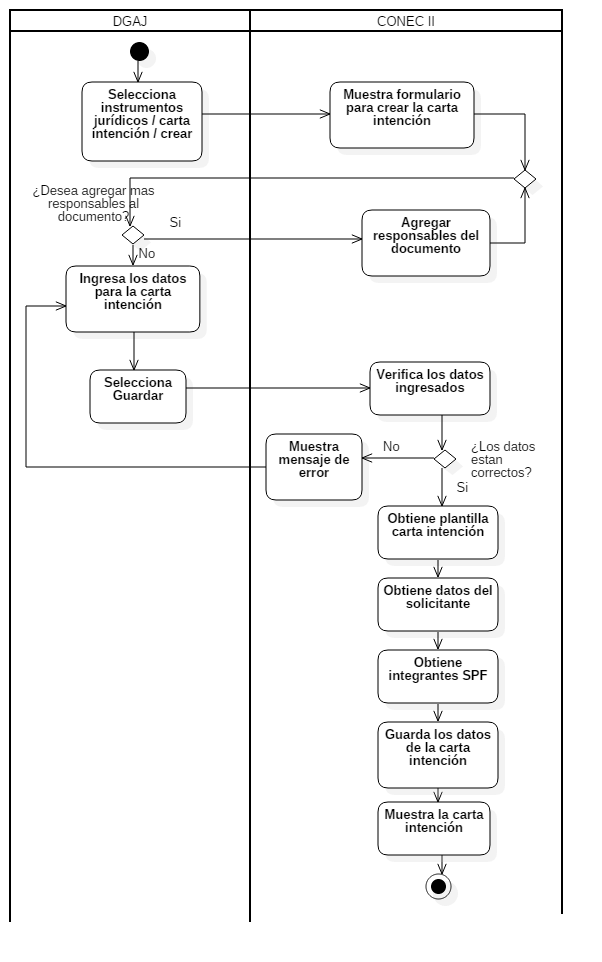 DGAJ
CONEC II
Selecciona
instrumentos
jurídicos / carta
intención / crear
Muestra formulario
para crear la carta
intención
¿Desea agregar mas
responsables al
documento?
Si
No
Agregar
responsables del
documento
Ingresa los datos
para la carta
intención
Selecciona
Guardar
Verifica los datos
ingresados
Muestra
mensaje de
error
No
¿Los datos
estan
correctos?
Si
Obtiene plantilla
carta intención
Obtiene datos del
solicitante
Obtiene
integrantes SPF
Guarda los datos
de la carta
intención
Muestra la carta
intención